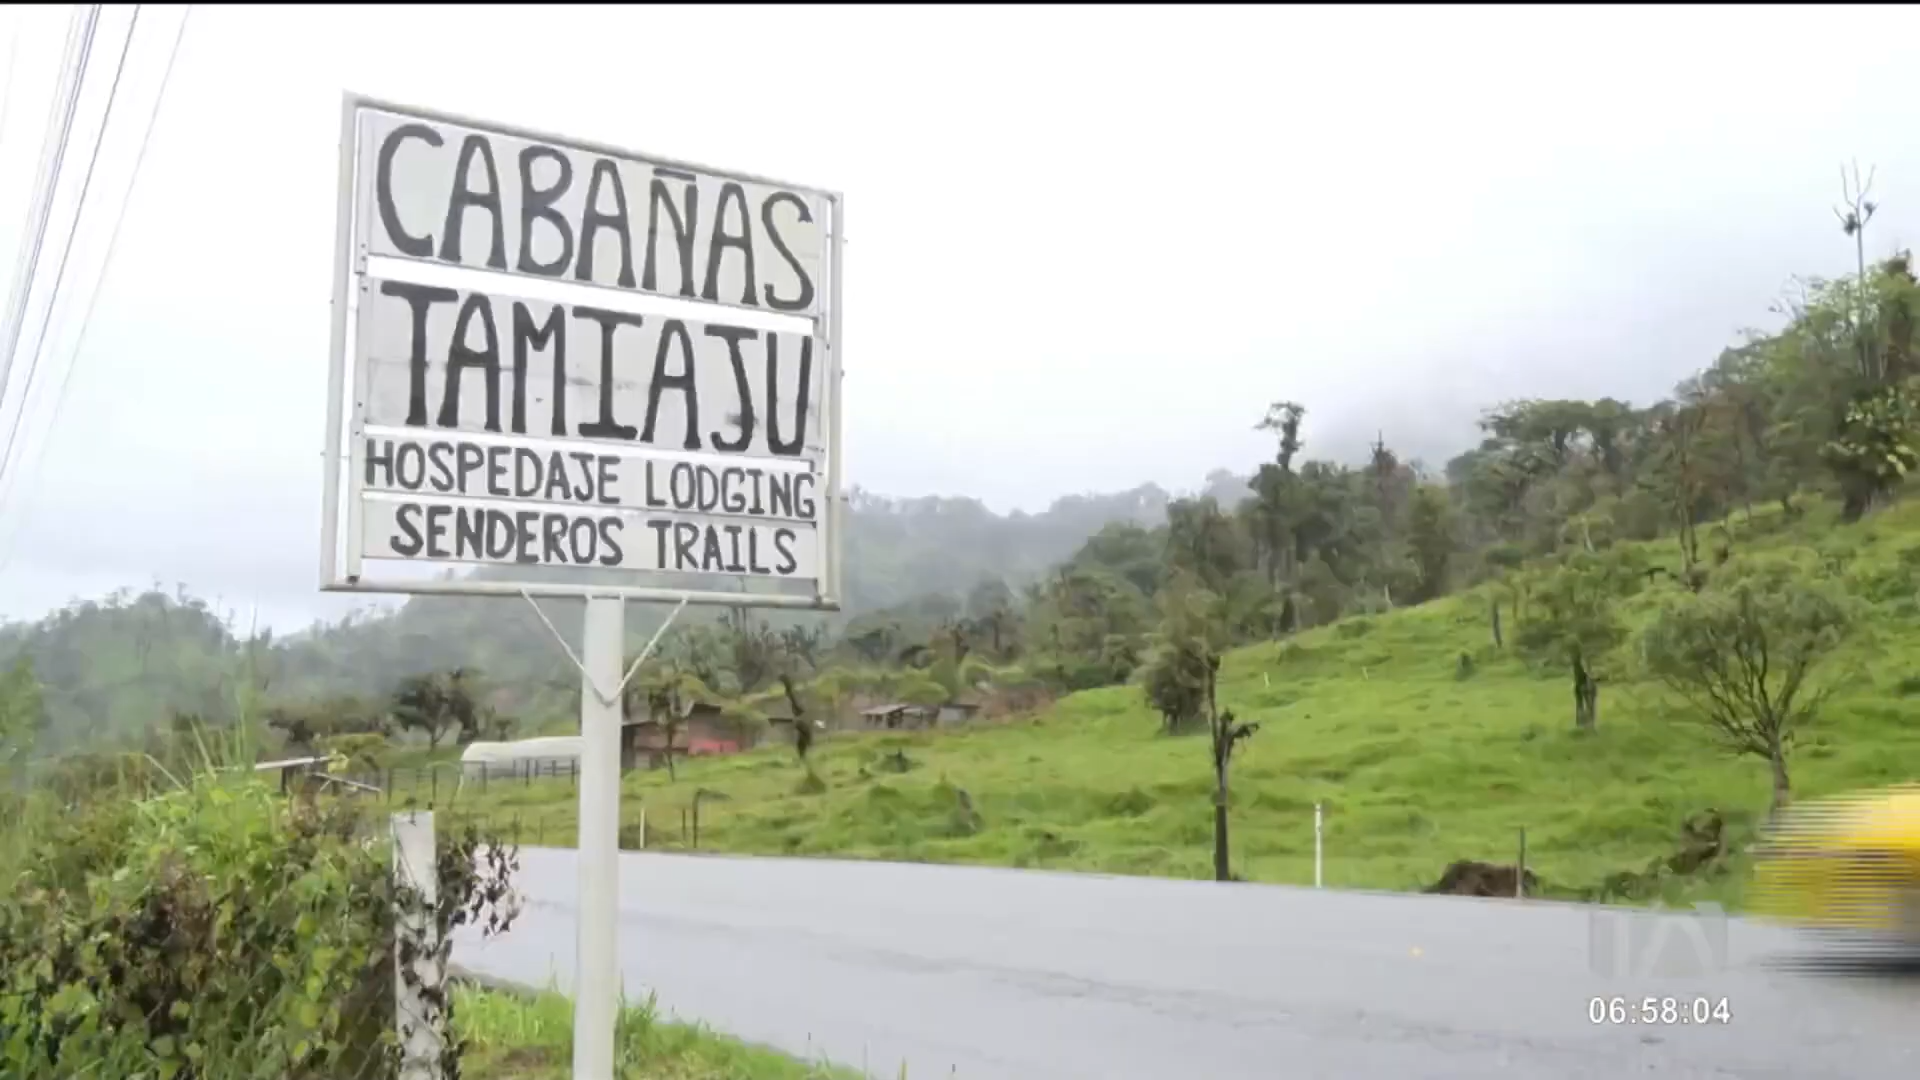 CABAÑAS
TAMIAJU
HOSPEDAJE LODGING
SENDEROS TRAILS
06:58:04